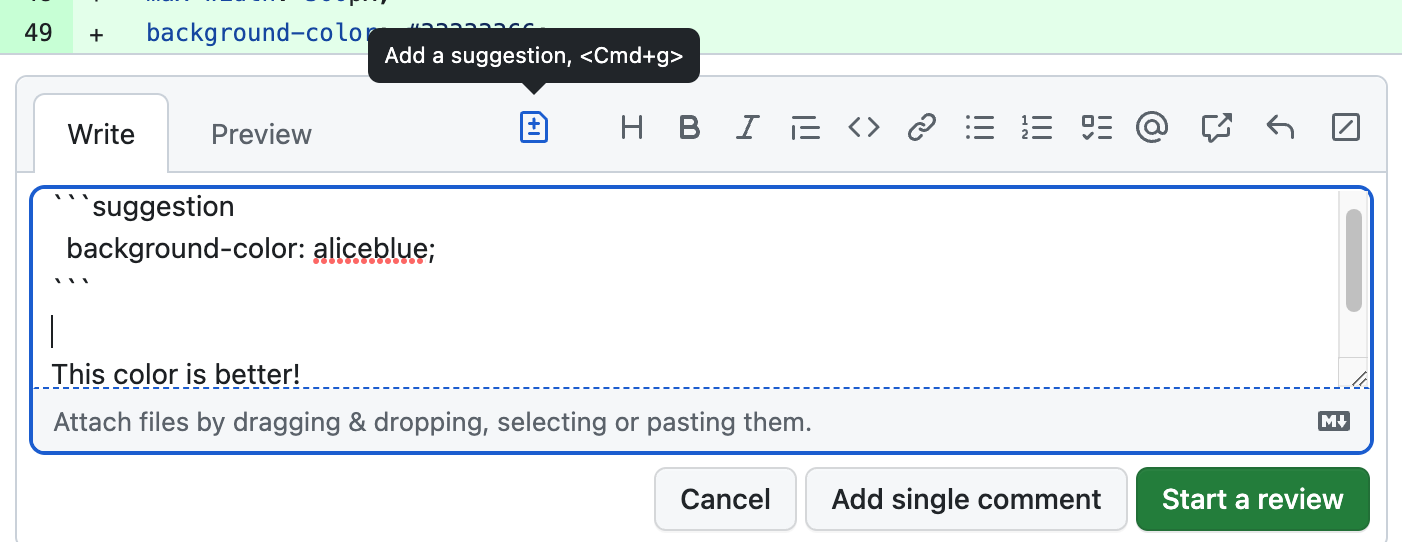 49 + background-color
Add a suggestion, <Cmd+g>
Write
Preview
```suggestion
background-color: aliceblue;
```
This color is better!
Attach files by dragging & dropping, selecting or pasting them.
Cancel
Add single comment
Start a review